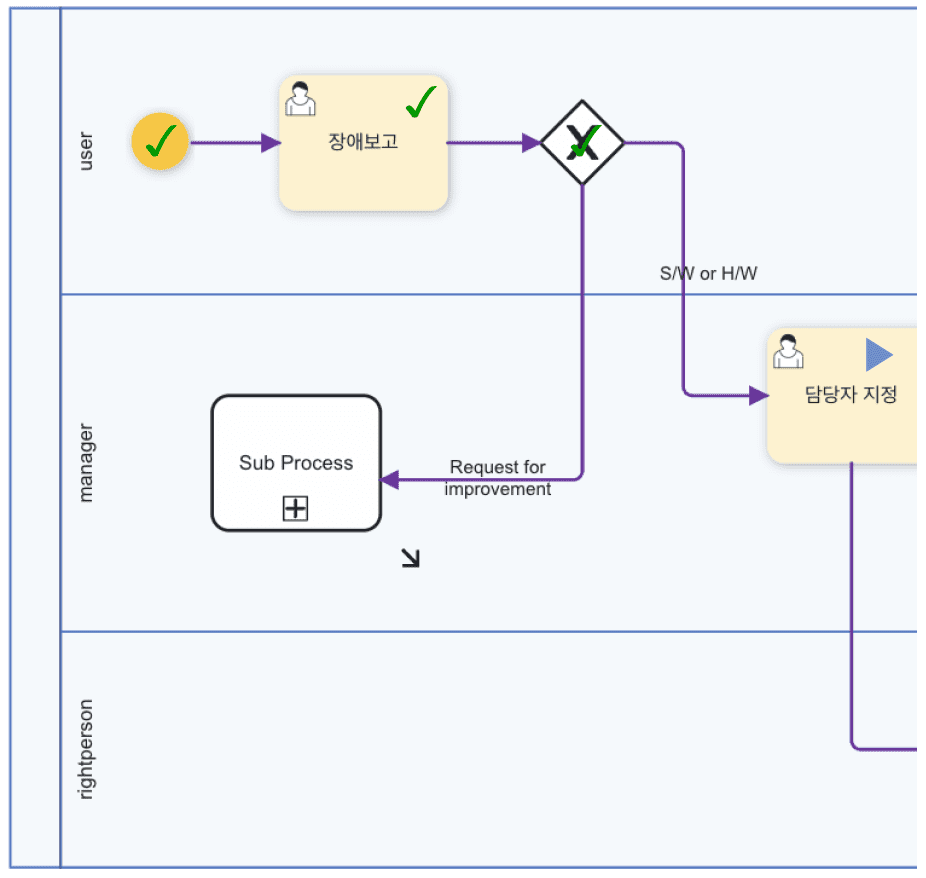 user
장애보고
S/W or H/W
manager
담당자 지정
Sub Process
Request for
improvement
rightperson